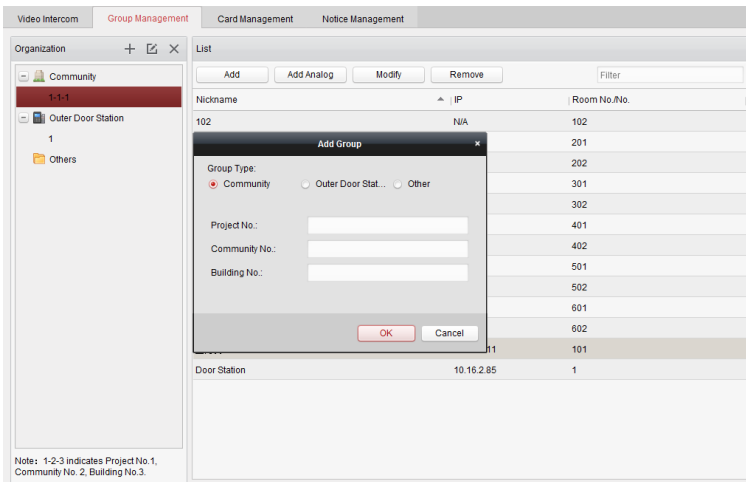 Video Intercom Group Management Card Management Notice Management
Organization
List
Community
1-1-1
Outer Door Station
1
Others
Note: 1-2-3 indicates Project No.1,
Community No. 2, Building No.3.
Add Add Analog Modify Remove Filter
Nickname IP Room No./No.
102 N/A 102
201
202
301
302
401
402
501
502
601
602
11 101
Door Station 10.16.2.85 1
Add Group
Group Type:
Community Outer Door Stat... Other
Project No.:
Community No.:
Building No.:
OK Cancel